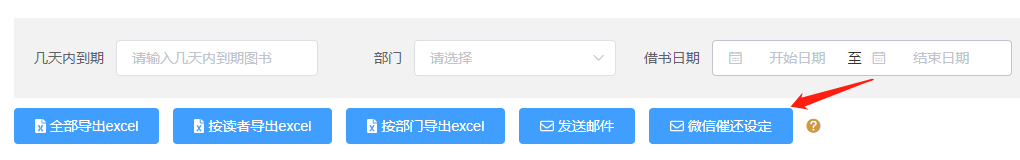 几天内到期 请输入几天内到期图书 部门 请选择 借书日期 开始日期 至 结束日期
全部导出excel 按读者导出excel 按部门导出excel 发送邮件 微信催还设定 ?